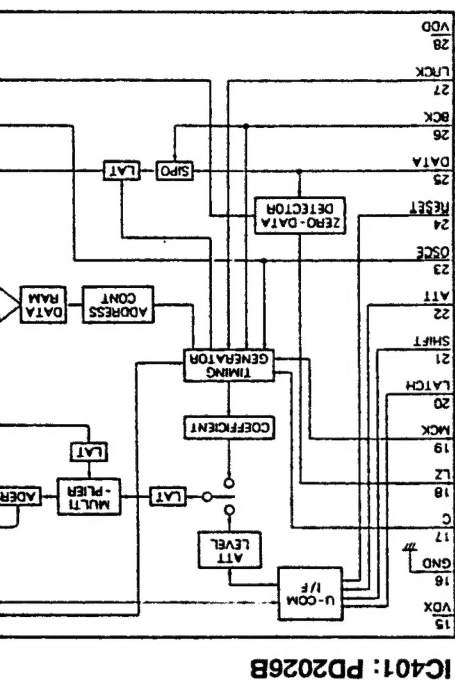 IC401 : PD2026B
15
VDX
U-COM
I/F
16
GND
ATT
LEVEL
17
C
18
LZ
LAT
MULTI
-PLIER
ADER
19
MCK
LAT
COEFFICIENT
20
LATCH
21
SHIFT
TIMING
GENERATOR
22
ATT
ADDRESS
CONT
DATA
RAM
23
OSCE
24
RESET
ZERO-DATA
DETECTOR
25
DATA
SIPO
LAT
26
BCK
27
LRCK
28
VDD